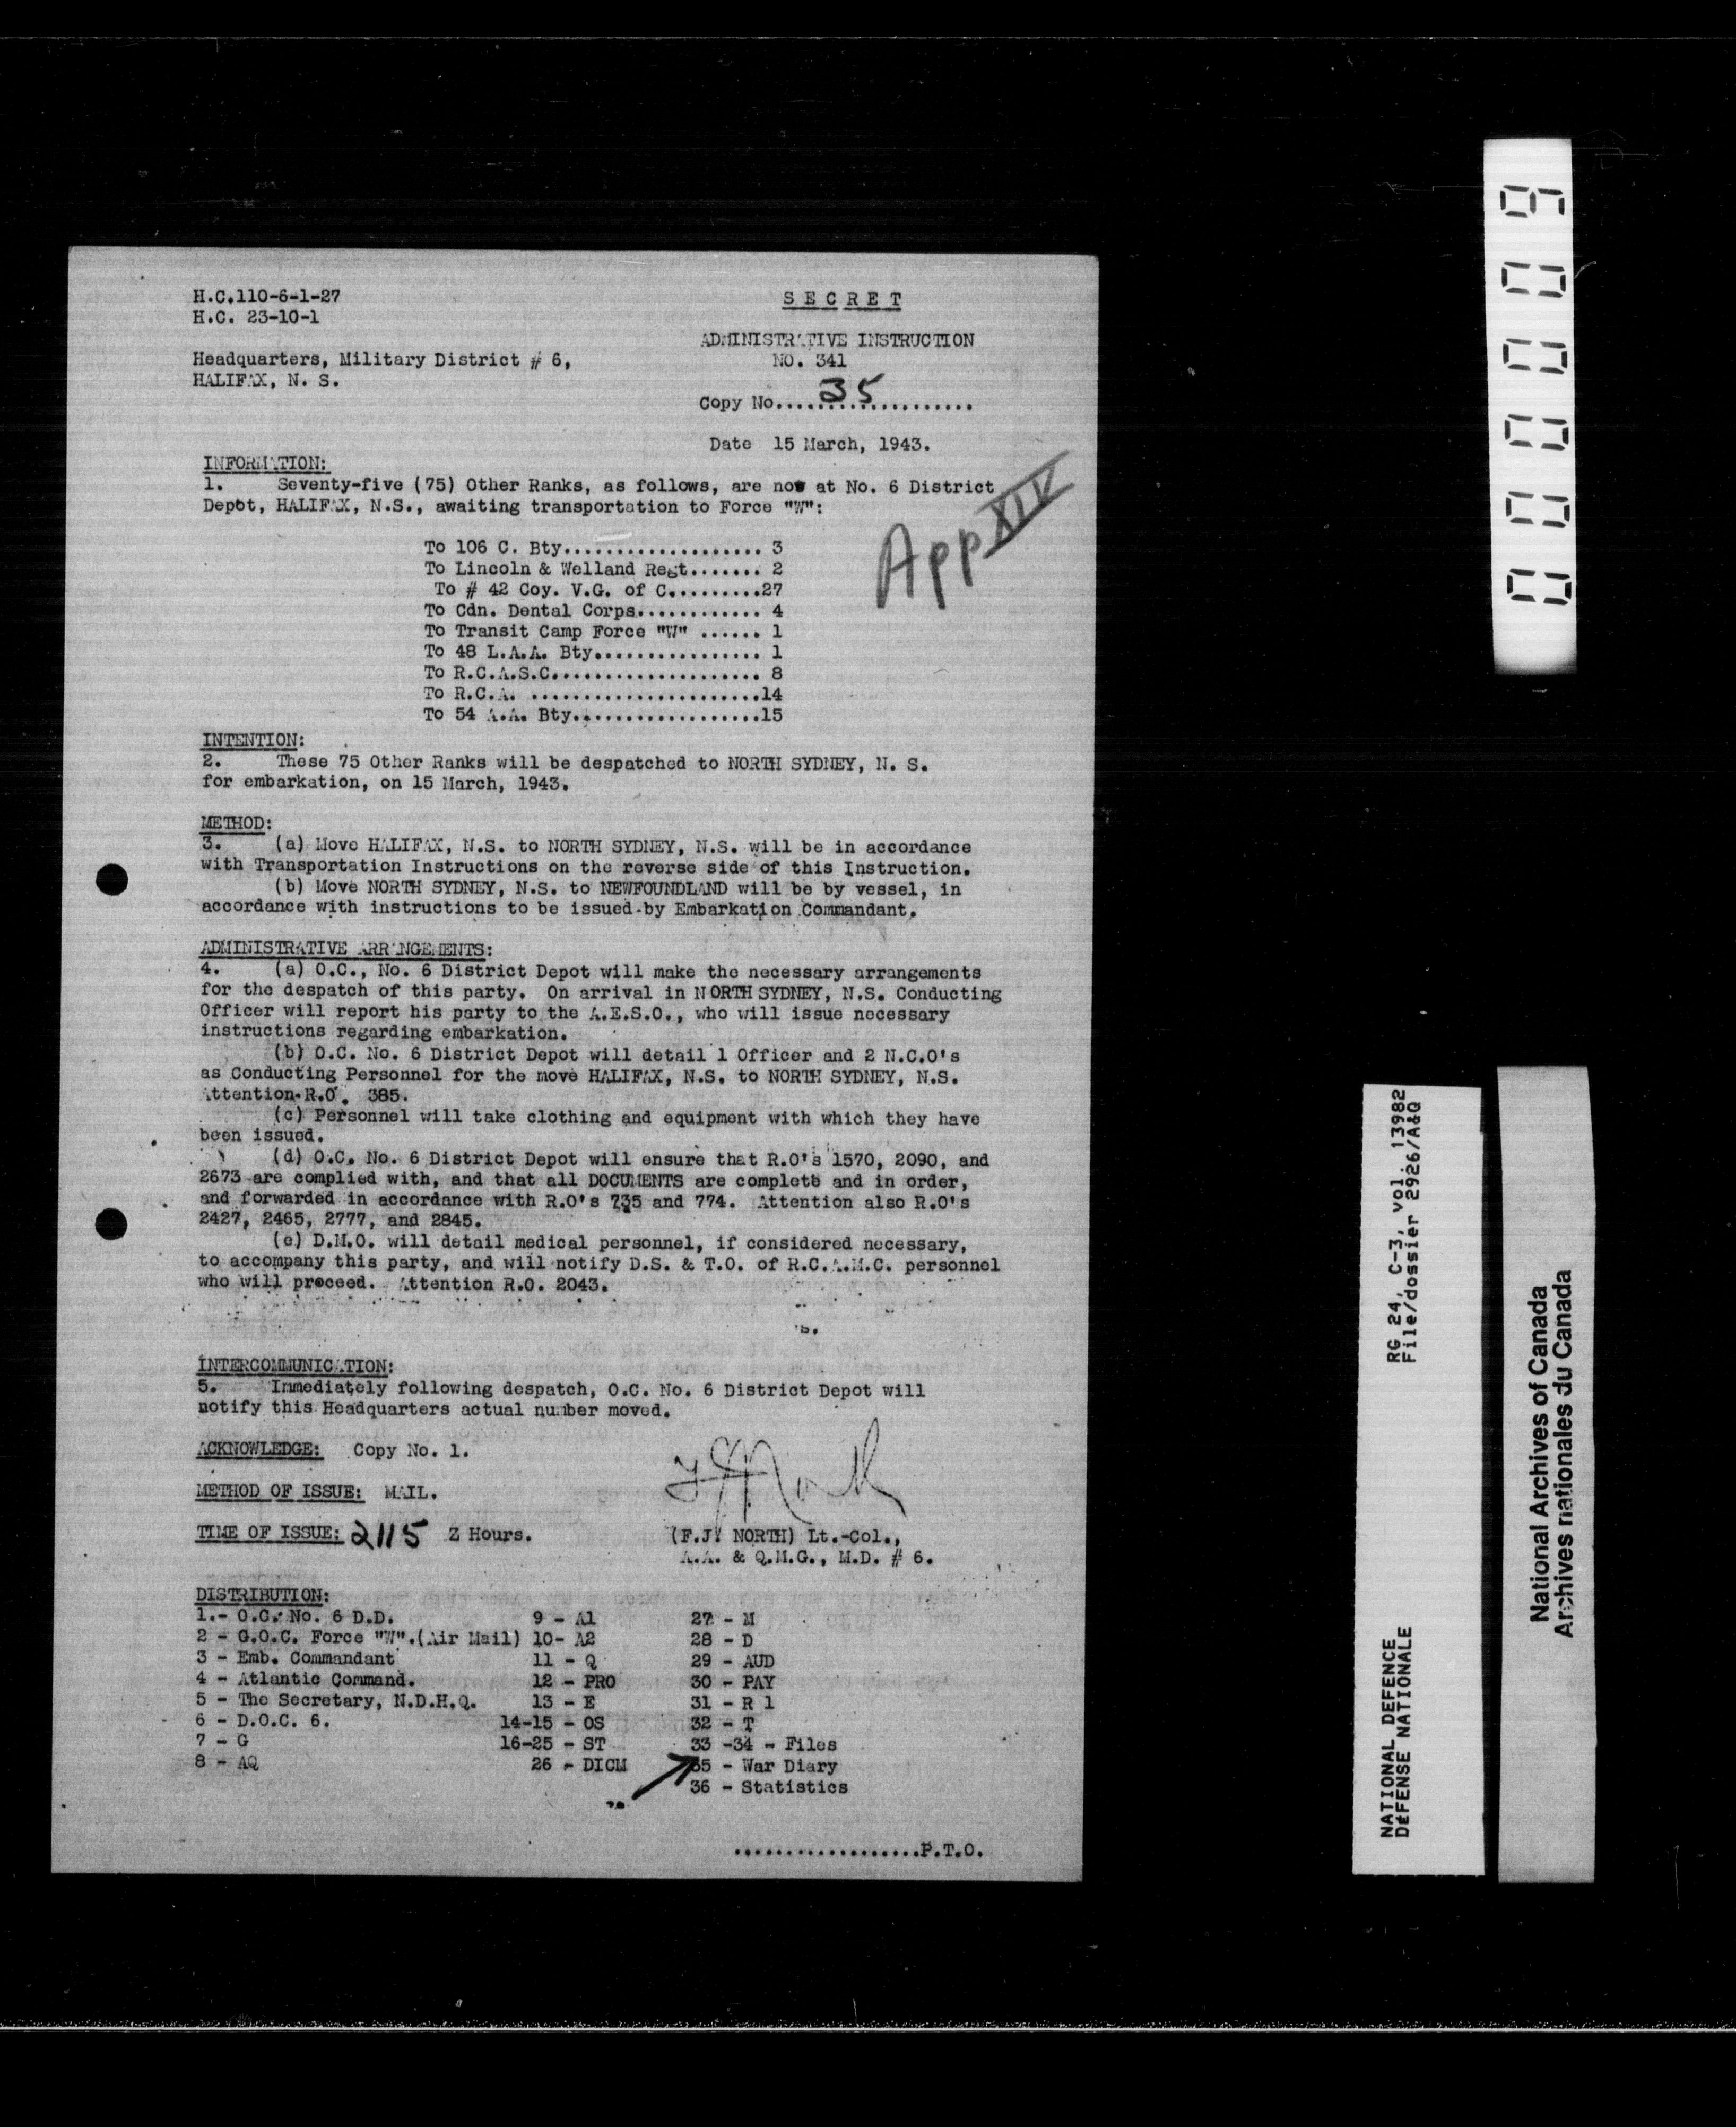 H.C.110-6-1-27
H.C. 23-10-1
SECRET
ADMINISTRATIVE INSTRUCTION
NO. 341
Headquarters, Military District # 6,
HALIFAX, N. S.
Copy No....35...............
Date 15 March, 1943.
App XIV
INFORMATION:
1. Seventy-five (75) Other Ranks, as follows, are now at No. 6 District
Depot, HALIFAX, N.S., awaiting transportation to Force "W":
To 106 C. Bty................... 3
To Lincoln & Welland Regt....... 2
To # 42 Coy. V.G. of C.........27
To Cdn. Dental Corps............ 4
To Transit Camp Force "W" ...... 1
To 48 L.A.A. Bty................ 1
To R.C.A.S.C.................... 8
To R.C.A. ......................14
To 54 A.A. Bty..................15
INTENTION:
2. These 75 Other Ranks will be despatched to NORTH SYDNEY, N. S.
for embarkation, on 15 March, 1943.
METHOD:
3. (a) Move HALIFAX, N.S. to NORTH SYDNEY, N.S. will be in accordance
with Transportation Instructions on the reverse side of this Instruction.
(b) Move NORTH SYDNEY, N.S. to NEWFOUNDLAND will be by vessel, in
accordance with instructions to be issued by Embarkation Commandant.
ADMINISTRATIVE ARRANGEMENTS:
4. (a) O.C., No. 6 District Depot will make the necessary arrangements
for the despatch of this party. On arrival in NORTH SYDNEY, N.S. Conducting
Officer will report his party to the A.E.S.O., who will issue necessary
instructions regarding embarkation.
(b) O.C. No. 6 District Depot will detail 1 Officer and 2 N.C.O's
as Conducting Personnel for the move HALIFAX, N.S. to NORTH SYDNEY, N.S.
Attention R.O. 385.
(c) Personnel will take clothing and equipment with which they have
been issued.
(d) O.C. No. 6 District Depot will ensure that R.O's 1570, 2090, and
2673 are complied with, and that all DOCUMENTS are complete and in order,
and forwarded in accordance with R.O's 735 and 774. Attention also R.O's
2427, 2465, 2777, and 2845.
(e) D.M.O. will detail medical personnel, if considered necessary,
to accompany this party, and will notify D.S. & T.O. of R.C.A.M.C. personnel
who will proceed. Attention R.O. 2043.
INTERCOMMUNICATION:
5. Immediately following despatch, O.C. No. 6 District Depot will
notify this Headquarters actual number moved.
ACKNOWLEDGE: Copy No. 1.
METHOD OF ISSUE: MAIL.
TIME OF ISSUE: 2115 Z Hours.
FJ North
(F.J. NORTH) Lt.-Col.,
A.A. & Q.M.G., M.D. # 6.
DISTRIBUTION:
1.- O.C. No. 6 D.D. 9 - A1 27 - M
2 - G.O.C. Force "W".(Air Mail) 10- A2 28 - D
3 - Emb. Commandant 11 - Q 29 - AUD
4 - Atlantic Command. 12 - PRO 30 - PAY
5 - The Secretary, N.D.H.Q. 13 - E 31 - R 1
6 - D.O.C. 6. 14-15 - OS 32 - T
7 - G 16-25 - ST 33 -34 - Files
8 - AQ 26 - DICM 35 - War Diary
36 - Statistics
..................P.T.O.
000009
RG 24, C-3, vol. 13982
File/dossier 2926/A&Q
NATIONAL DEFENCE
DéFENSE NATIONALE
National Archives of Canada
Archives nationales du Canada